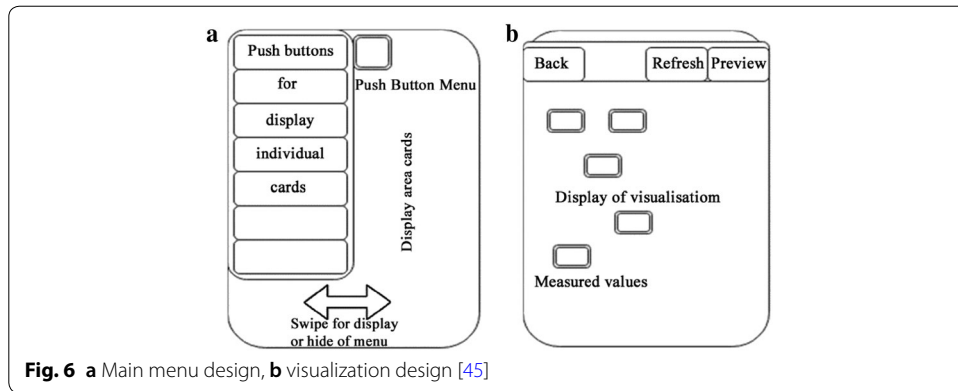 a
Push buttons
for
display
individual
cards
Push Button Menu
Display area cards
Swipe for display
or hide of menu
b
Back
Refresh
Preview
Display of visualisatiom
Measured values
Fig. 6 a Main menu design, b visualization design [45]